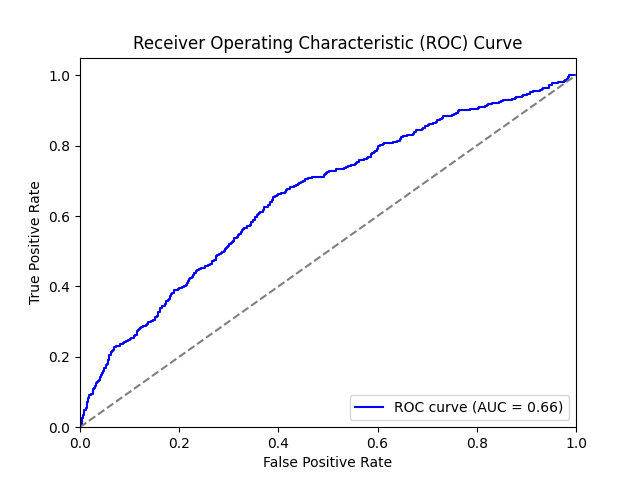 Receiver Operating Characteristic (ROC) Curve
True Positive Rate
1.0
0.8
0.6
0.4
0.2
0.0
ROC curve (AUC = 0.66)
0.0 0.2 0.4 0.6 0.8 1.0
False Positive Rate